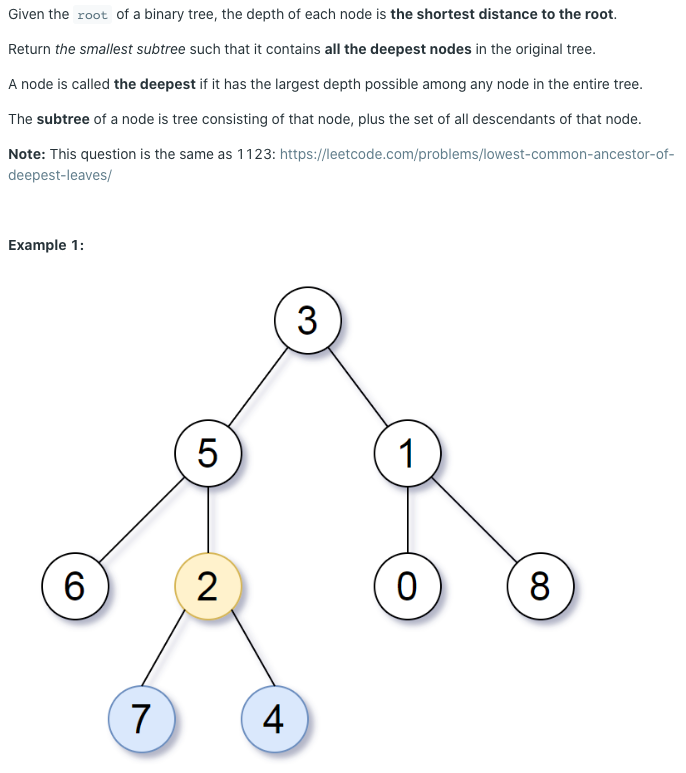 Given the root of a binary tree, the depth of each node is the shortest distance to the root.
Return the smallest subtree such that it contains all the deepest nodes in the original tree.
A node is called the deepest if it has the largest depth possible among any node in the entire tree.
The subtree of a node is tree consisting of that node, plus the set of all descendants of that node.
Note: This question is the same as 1123: https://leetcode.com/problems/lowest-common-ancestor-of-
deepest-leaves/
Example 1:
3
5 1
6 2 0 8
7 4